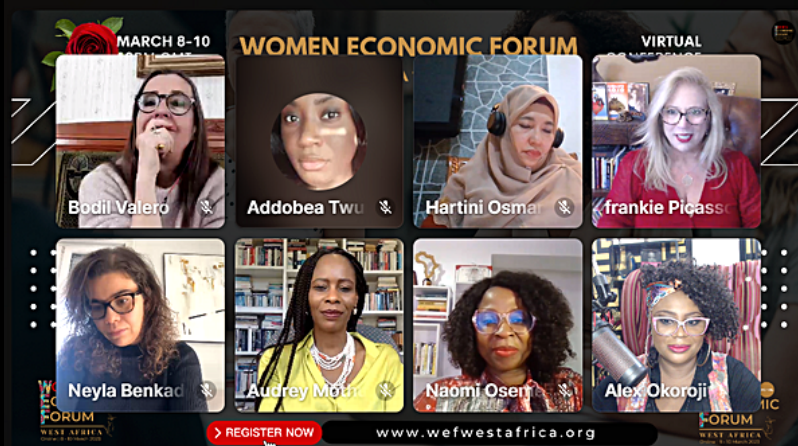 MARCH 8-10
WOMEN ECONOMIC FORUM
VIRTUAL
Bodil Valero
Addobea Twu
Hartini Osmar
frankie Picasso
Neyla Benkad
Audrey
Naomi Osem
Alex Okoroji
FORUM
WEST AFRICA
MIC
FORUM
WEST AFRICA
REGISTER NOW
www.wefwestafrica.org